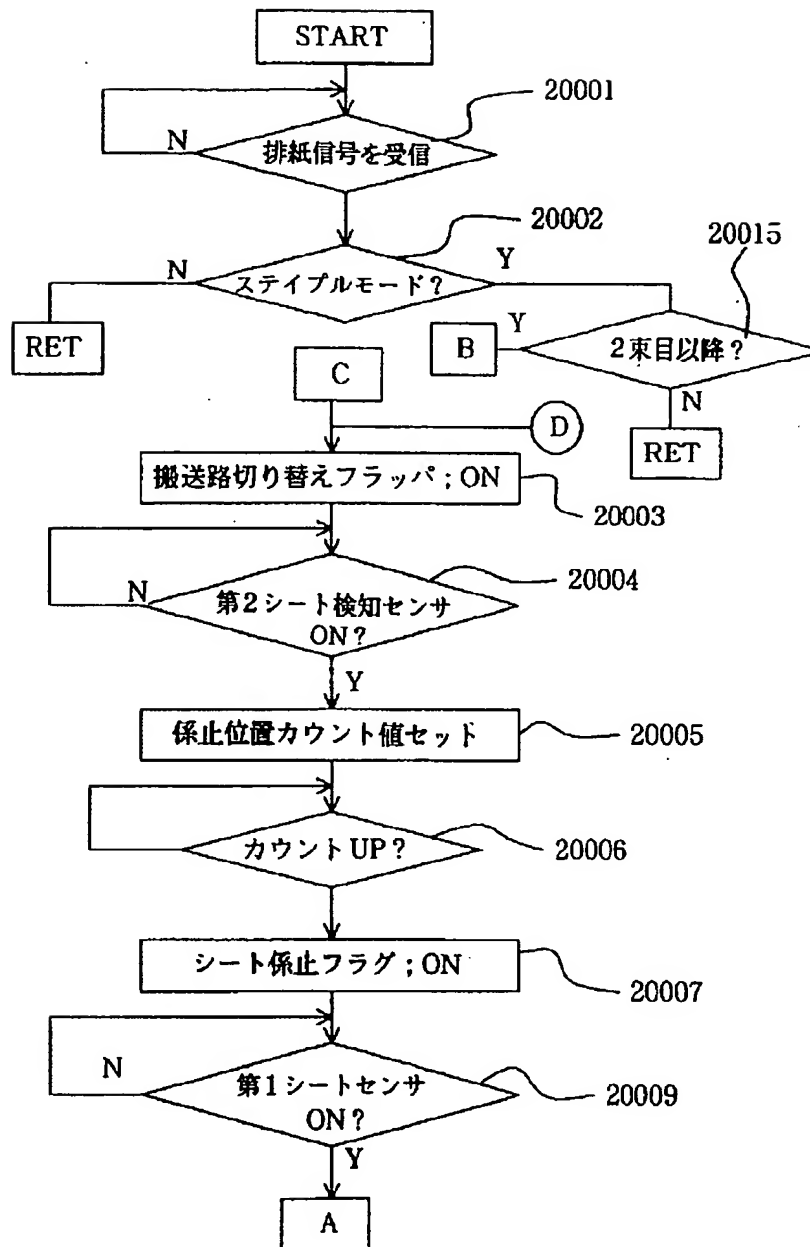 START
20001
N
排紙信号を受信
20002
20015
N
ステイプルモード?
Y
RET
B
Y
2束目以降?
N
RET
C
D
搬送路切り替えフラッパ;ON
20003
20004
N
第2シート検知センサ
ON?
Y
係止位置カウント値セット
20005
カウントUP?
20006
シート係止フラグ;ON
20007
N
第1シートセンサ
ON?
20009
Y
A